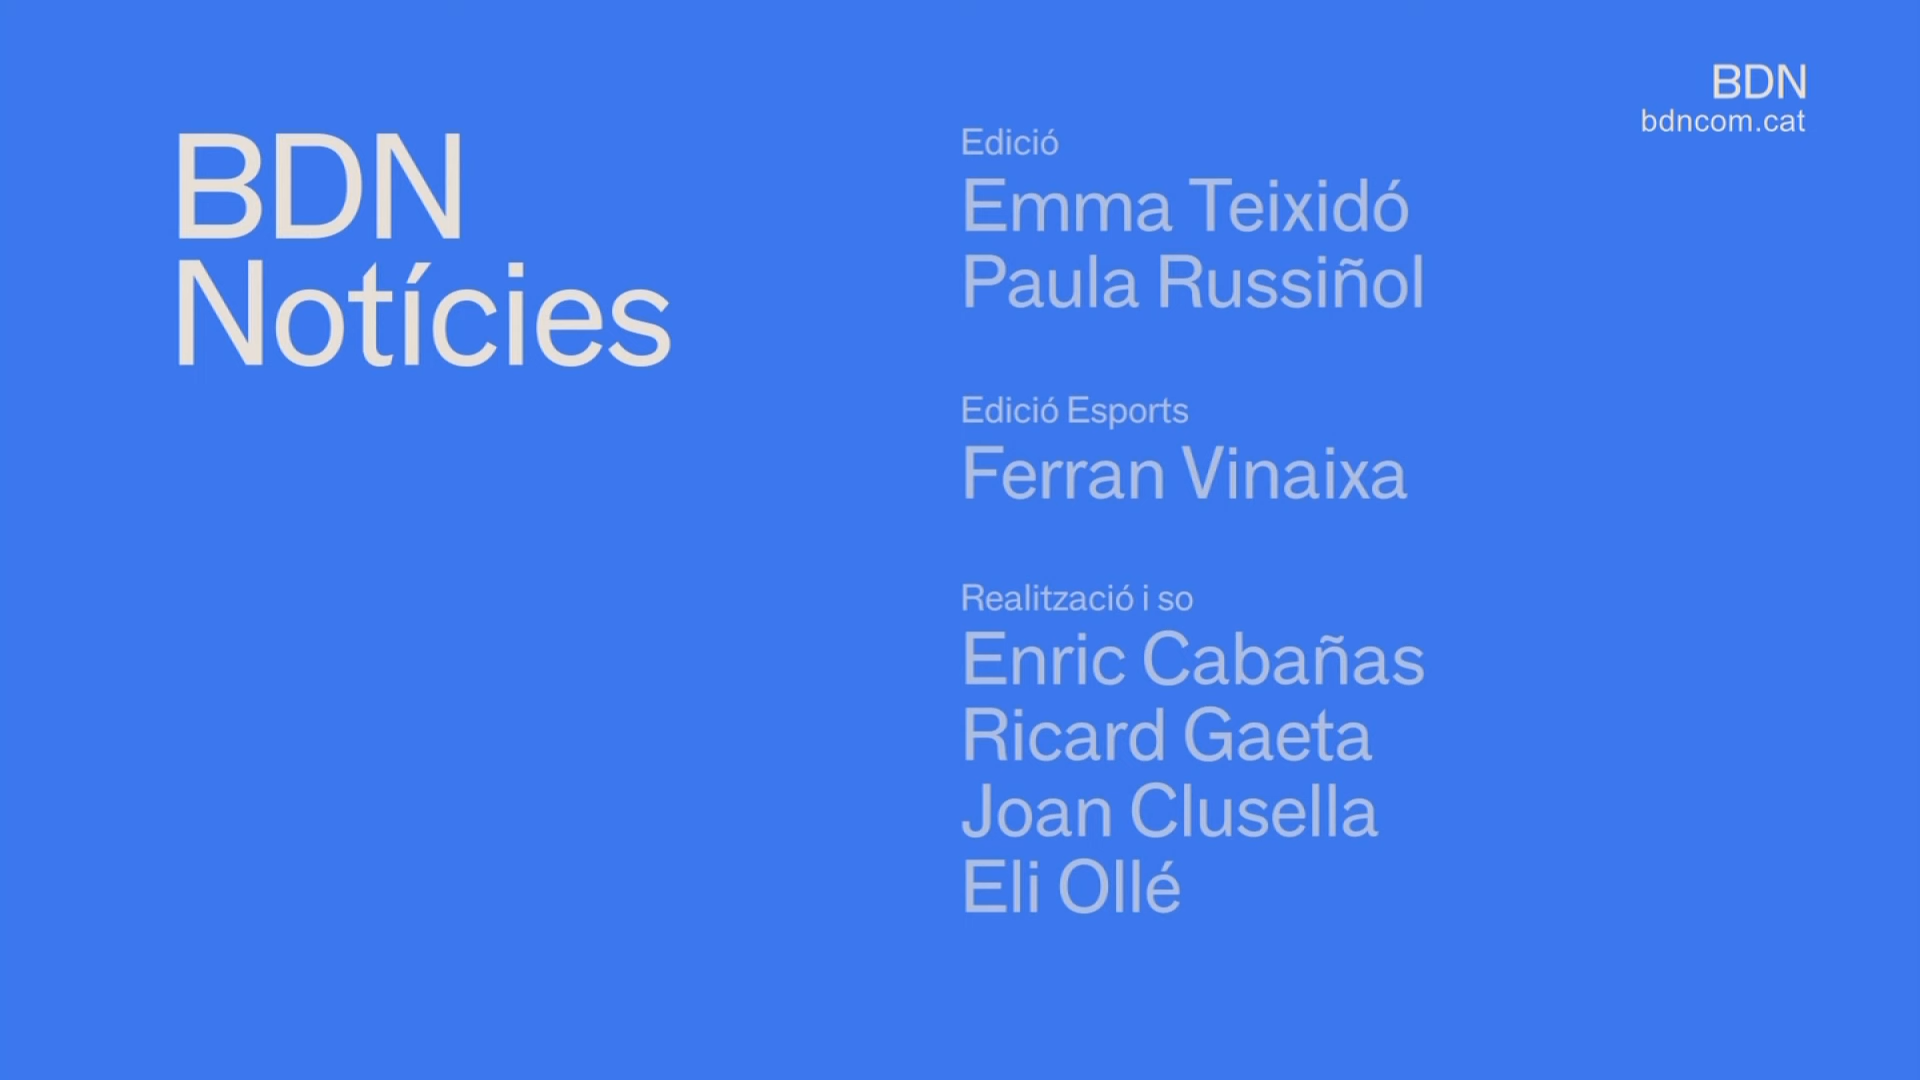 BDN
Notícies
Edició
Emma Teixidó
Paula Russiñol
Edició Esports
Ferran Vinaixa
Realització i so
Enric Cabañas
Ricard Gaeta
Joan Clusella
Eli Ollé
BDN
bdncom.cat